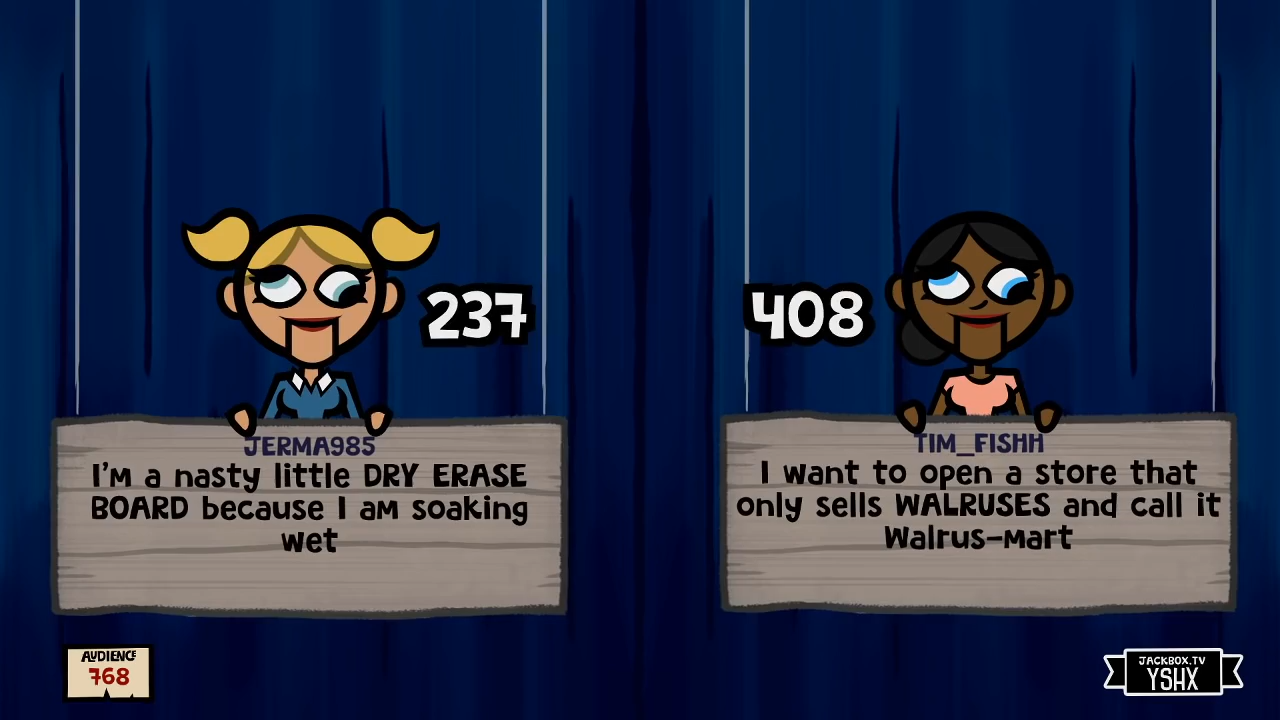 237
408
JERMA985
I'm a nasty little DRY ERASE
BOARD because I am soaking
wet
TIM_FISHH
I want to open a store that
only sells WALRUSES and call it
Walrus-mart
AUDIENCE
768
JACKBOX.TV
YSHX